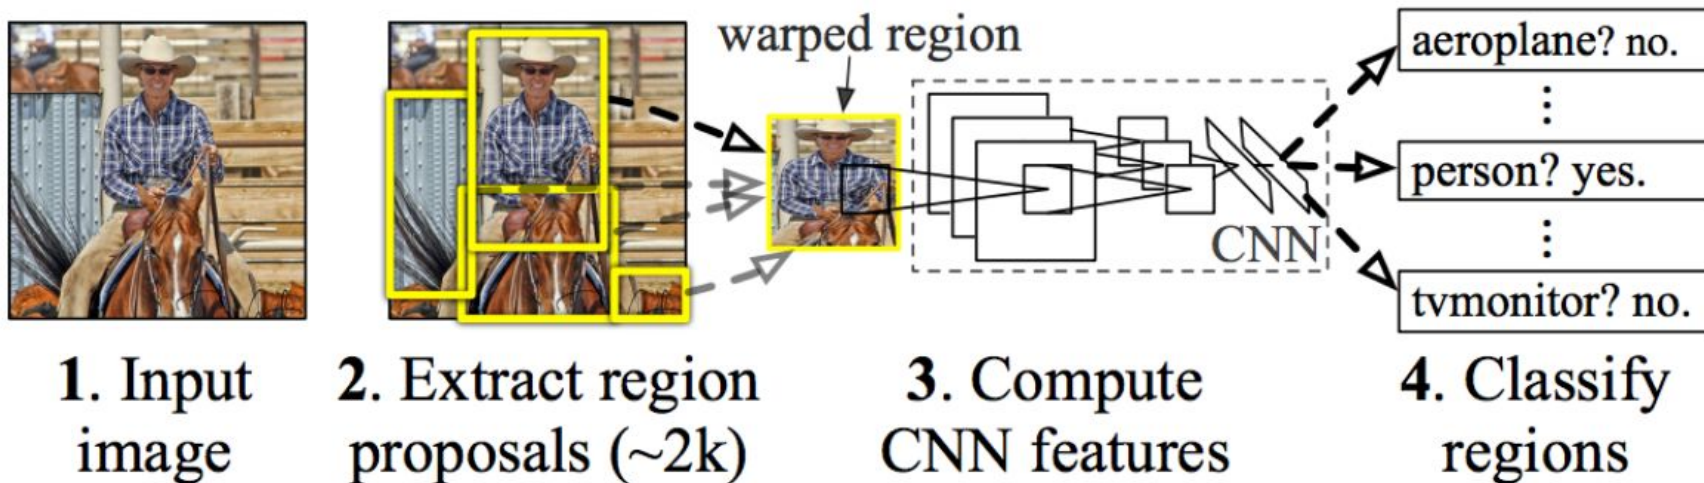 warped region
aeroplane? no.
person? yes.
CNN
tvmonitor? no.
1. Input
image
2. Extract region
proposals (~2k)
3. Compute
CNN features
4. Classify
regions